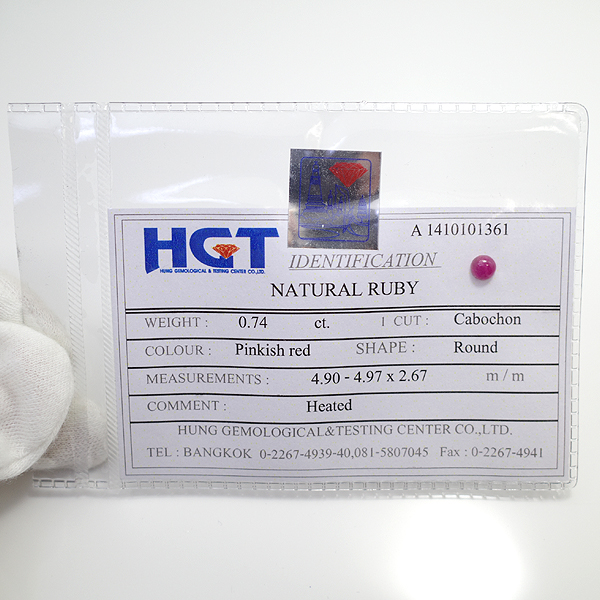 A 1410101361
HGT
HUNG GEMOLOGICAL & TESTING CENTER CO.,LTD.
IDENTIFICATION
NATURAL RUBY
WEIGHT : 0.74 ct. I CUT : Cabochon
COLOUR : Pinkish red SHAPE : Round
MEASUREMENTS : 4.90 - 4.97 x 2.67 m / m
COMMENT : Heated
HUNG GEMOLOGICAL&TESTING CENTER CO.,LTD.
TEL : BANGKOK 0-2267-4939-40,081-5807045 Fax : 0-2267-4941